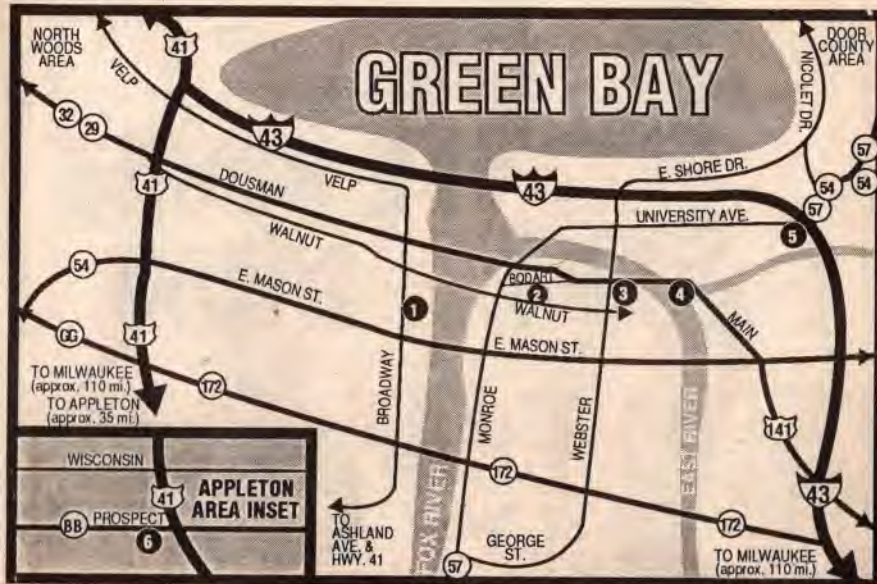 NORTH
WOODS
AREA
41
DOOR
COUNTY
AREA
GREEN BAY
VELP
NICOLET DR.
32
29
43
57
41
DOUSMAN
VELP
43
E. SHORE DR.
54
54
57
UNIVERSITY AVE.
WALNUT
5
54
E. MASON ST.
BODART
1
2
3
4
WALNUT
MAIN
GG
41
E. MASON ST.
TO MILWAUKEE
(approx. 110 mi.)
TO APPLETON
(approx. 35 mi.)
172
BROADWAY
MONROE
WEBSTER
EAST RIVER
141
WISCONSIN
41
APPLETON
AREA INSET
BB
PROSPECT
6
FOX RIVER
172
43
172
TO
ASHLAND
AVE. &
HWY. 41
GEORGE
ST.
57
TO MILWAUKEE
(approx. 110 mi.)